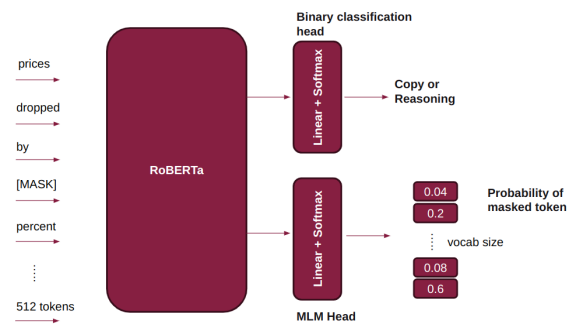 prices
dropped
by
[MASK]
percent
512 tokens
RoBERTa
Binary classification
head
Linear + Softmax
Copy or
Reasoning
Linear + Softmax
MLM Head
0.04
0.2
vocab size
0.08
0.6
Probability of
masked token